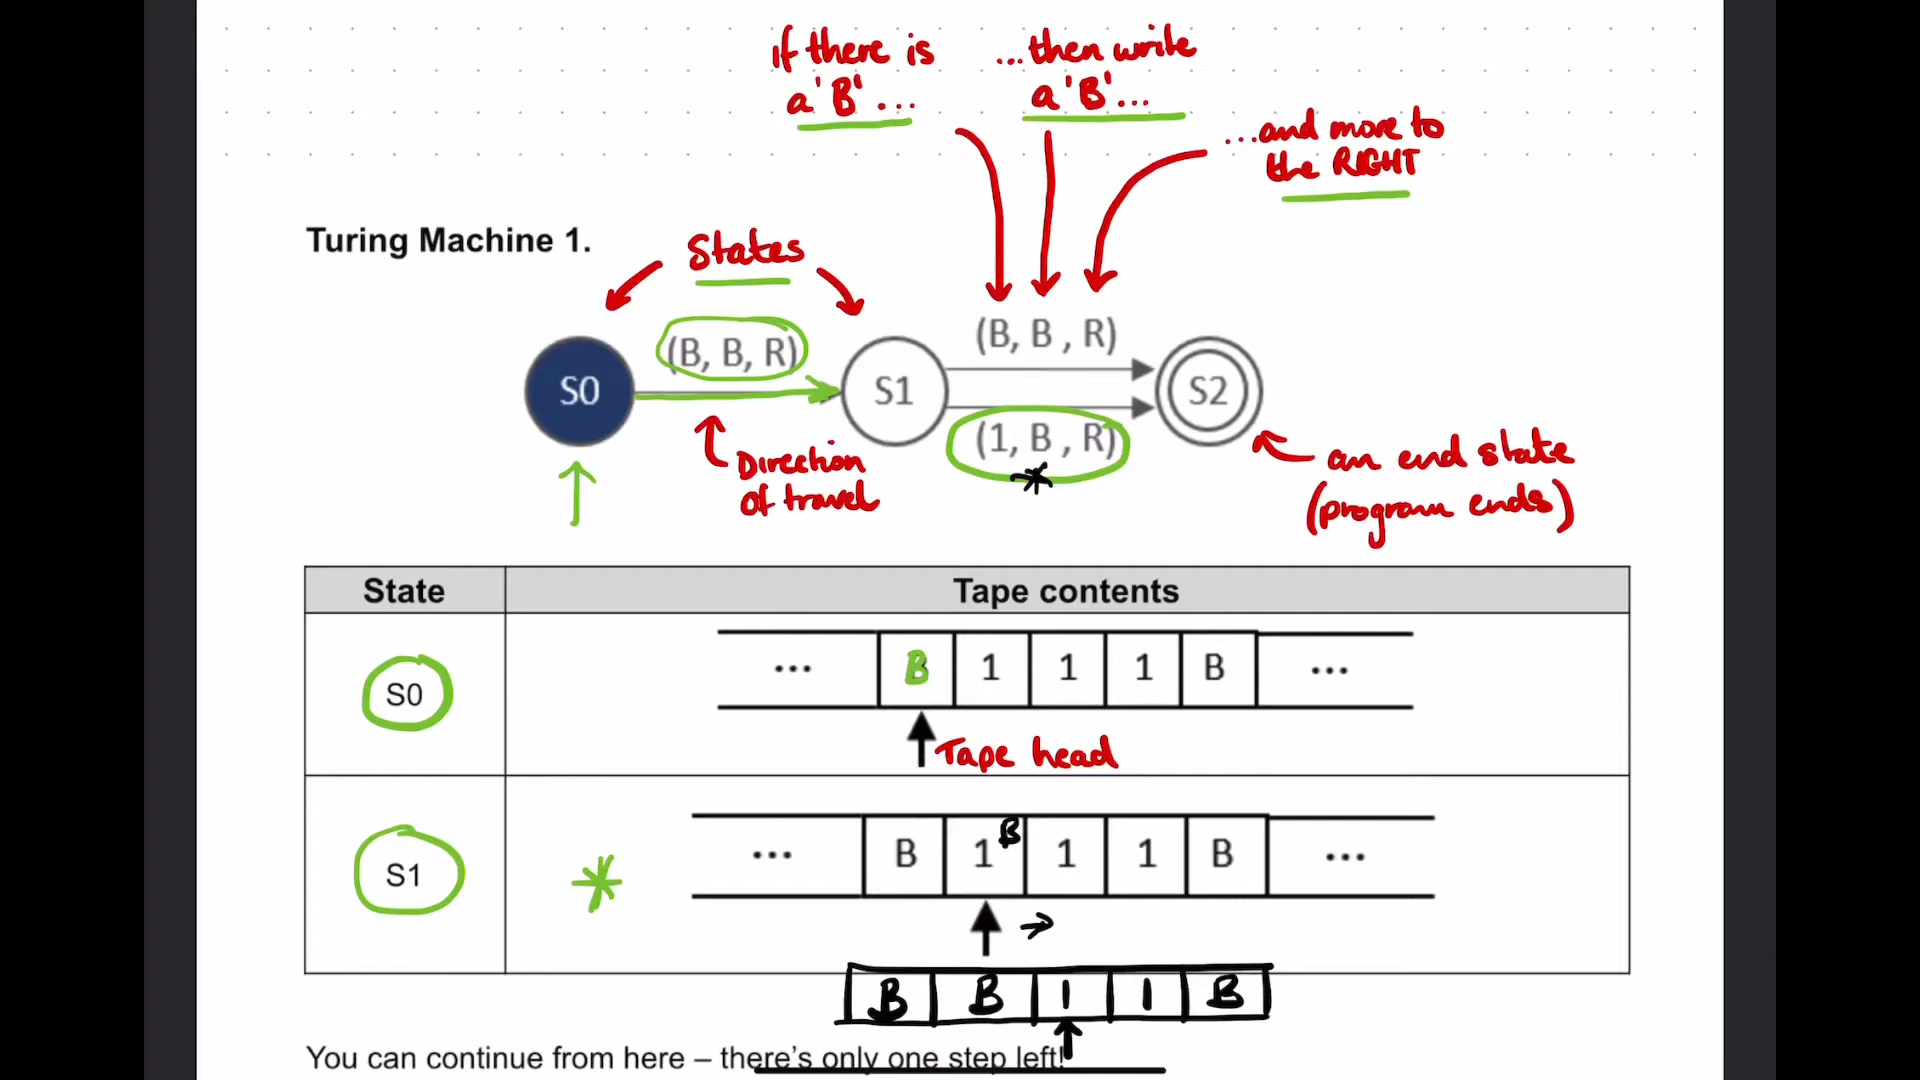 If there is
a 'B' ...
...then write
a 'B'...
...and move to
the RIGHT
Turing Machine 1.
States
(B, B, R)
(B, B , R)
S0
S1
S2
(1, B , R)
*
Direction
of travel
an end state
(program ends)
State
Tape contents
S0
... B 1 1 1 B ...
Tape head
S1
*
... B 1 B 1 1 B ...
B B 1 1 B
You can continue from here – there's only one step left!